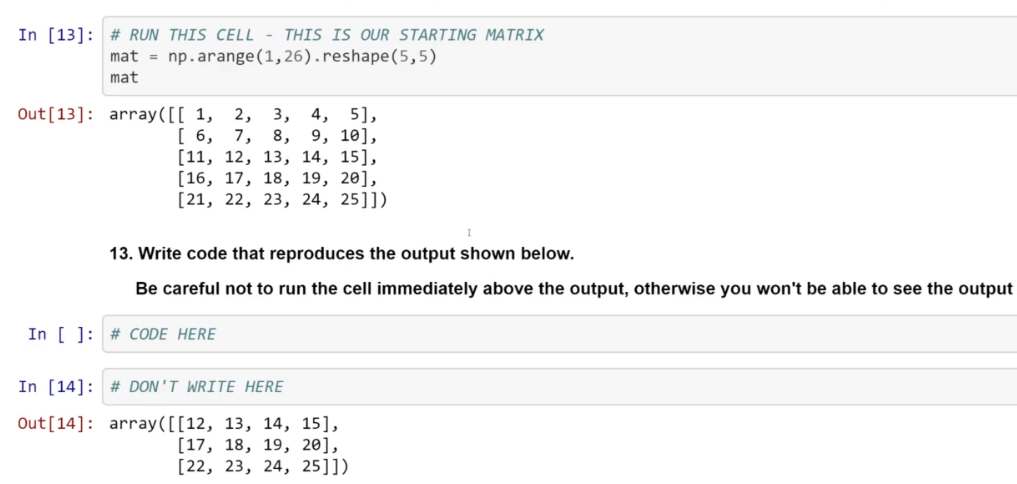 In [13]: # RUN THIS CELL - THIS IS OUR STARTING MATRIX
mat = np.arange(1,26).reshape(5,5)
mat
Out[13]: array([[ 1,  2,  3,  4,  5],
[ 6,  7,  8,  9, 10],
[11, 12, 13, 14, 15],
[16, 17, 18, 19, 20],
[21, 22, 23, 24, 25]])
13. Write code that reproduces the output shown below.
Be careful not to run the cell immediately above the output, otherwise you won't be able to see the output
In [ ]: # CODE HERE
In [14]: # DON'T WRITE HERE
Out[14]: array([[12, 13, 14, 15],
[17, 18, 19, 20],
[22, 23, 24, 25]])